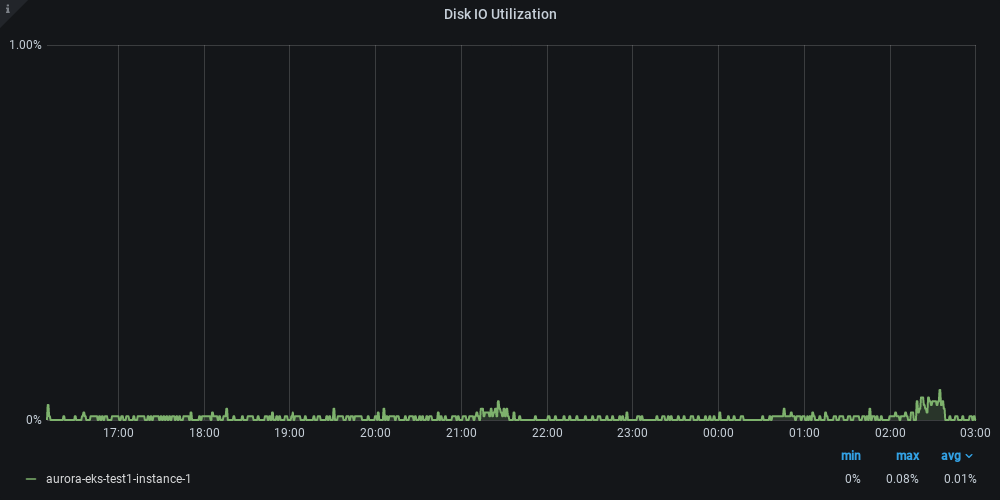 i
Disk IO Utilization
1.00%
0%
17:00 18:00 19:00 20:00 21:00 22:00 23:00 00:00 01:00 02:00 03:00
min max avg
aurora-eks-test1-instance-1 0% 0.08% 0.01%